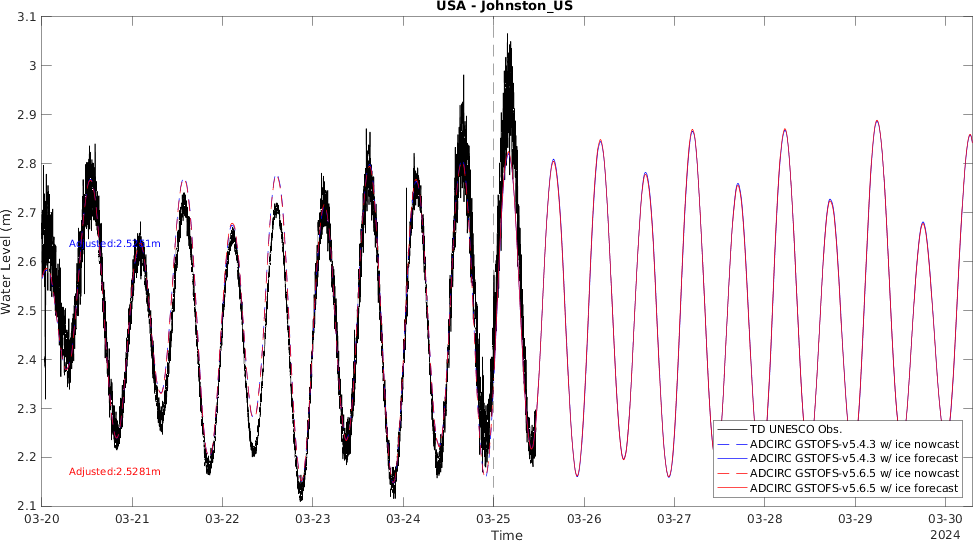 USA - Johnston_US
3.1
3
2.9
2.8
2.7
2.6
2.5
2.4
2.3
2.2
2.1
Water Level (m)
Adjusted:
Adjusted:2.5281m
TD UNESCO Obs.
ADCIRC GSTOFS-v5.4.3 w/ ice nowcast
ADCIRC GSTOFS-v5.4.3 w/ ice forecast
ADCIRC GSTOFS-v5.6.5 w/ ice nowcast
ADCIRC GSTOFS-v5.6.5 w/ ice forecast
03-20 03-21 03-22 03-23 03-24 03-25 03-26 03-27 03-28 03-29 03-30
Time 2024